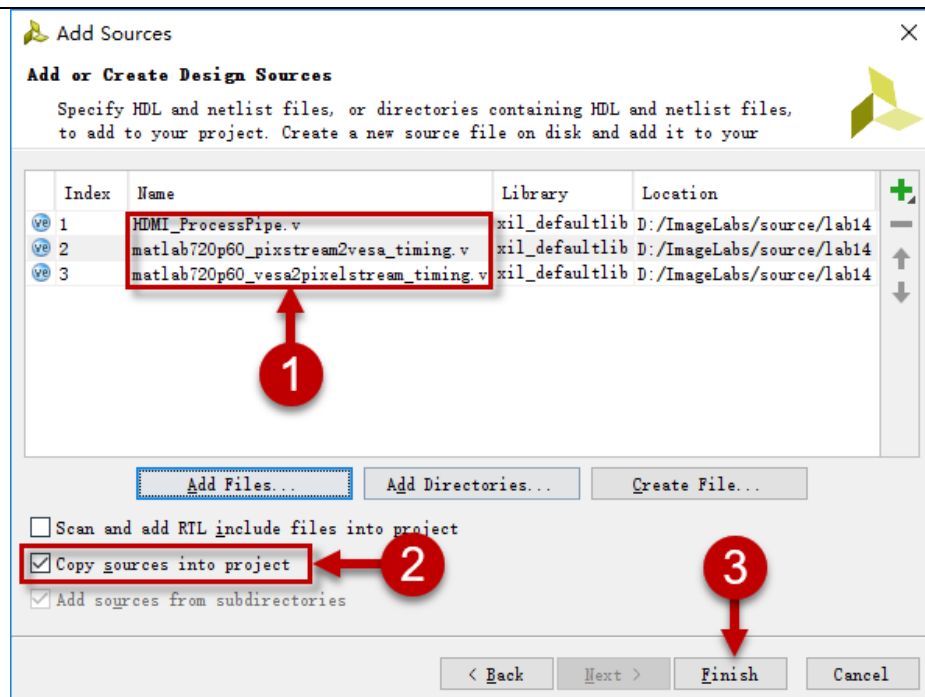 Add Sources
Add or Create Design Sources
Specify HDL and netlist files, or directories containing HDL and netlist files,
to add to your project. Create a new source file on disk and add it to your
Index Name Library Location
ve 1 HDMI_ProcessPipe.v xil_defaultlib D:/ImageLabs/source/lab14
ve 2 matlab720p60_pixstream2vesa_timing.v xil_defaultlib D:/ImageLabs/source/lab14
ve 3 matlab720p60_vesa2pixelstream_timing.v xil_defaultlib D:/ImageLabs/source/lab14
1
Add Files... Add Directories... Create File...
Scan and add RTL include files into project
Copy sources into project 2
3
Add sources from subdirectories
< Back Next > Finish Cancel